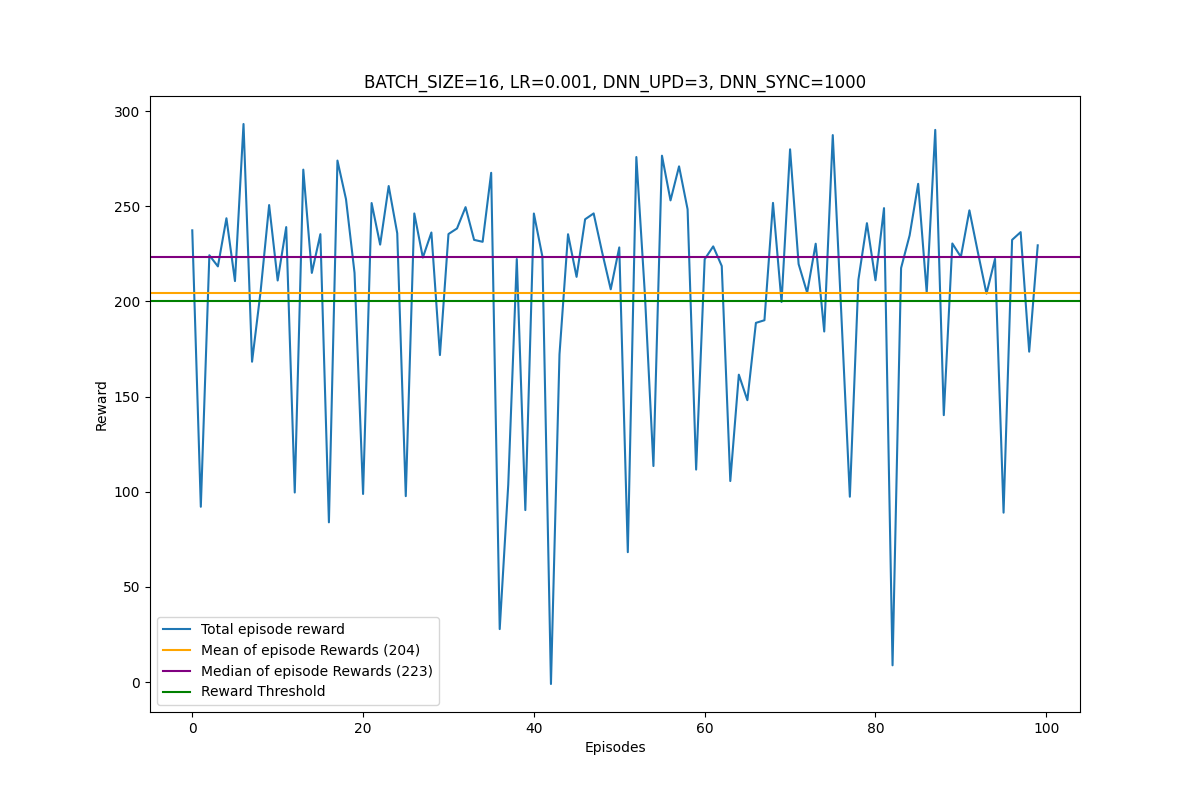 BATCH_SIZE=16, LR=0.001, DNN_UPD=3, DNN_SYNC=1000
300
250
200
150
100
50
0
Reward
Total episode reward
Mean of episode Rewards (204)
Median of episode Rewards (223)
Reward Threshold
0 20 40 60 80 100
Episodes